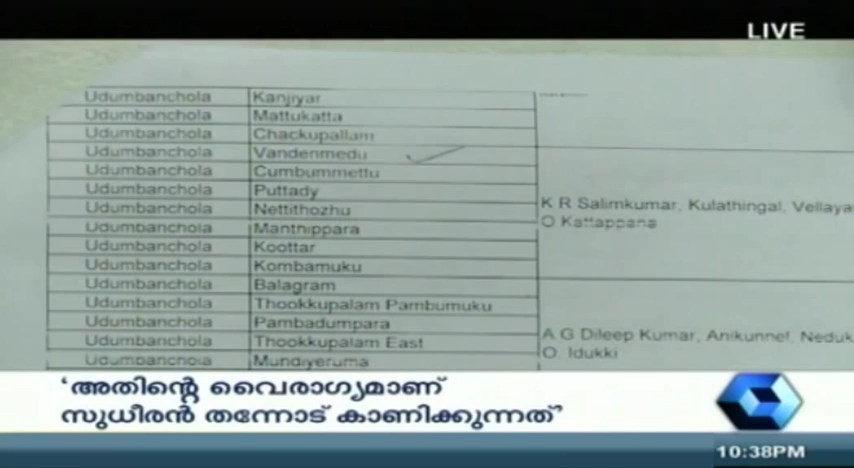 LIVE
Udumbanchola Kanjiyar
Udumbanchola Mattukatta
Udumbanchola Chackupallam
Udumbanchola Vandenmedu
Udumbanchola Cumbummettu
Udumbanchola Puttady
Udumbanchola Nettithozhu
K R Salimkumar, Kulathingal, Vellaya
O Kattappana
Udumbanchola Manthippara
Udumbanchola Koottar
Udumbanchola Kombamuku
Udumbanchola Balagram
Udumbanchola Thookkupalam Pambumuku
Udumbanchola Pambadumpara
Udumbanchola Thookkupalam East
A G Dileep Kumar, Anikunnel, Neduk
O, Idukki
Udumbanchola Mundiyeruma
‘അതിന്റെ വൈരാഗ്യമാണ്
സുധീരൻ തന്നോട് കാണിക്കുന്നത്’
10:38PM